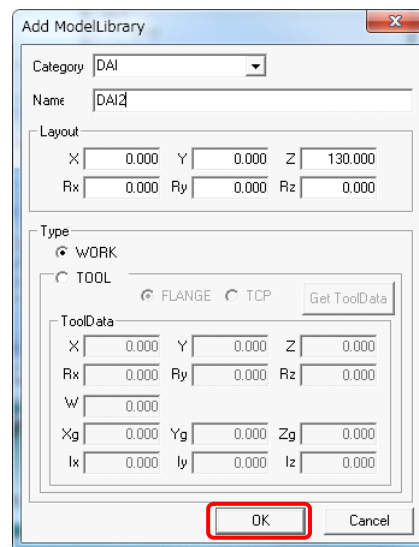 Add ModelLibrary
Category DAI
Name DAI2
Layout
X 0.000 Y 0.000 Z 130.000
Rx 0.000 Ry 0.000 Rz 0.000
Type
WORK
TOOL
FLANGE TCP Get ToolData
ToolData
X 0.000 Y 0.000 Z 0.000
Rx 0.000 Ry 0.000 Rz 0.000
W 0.000
Xg 0.000 Yg 0.000 Zg 0.000
Ix 0.000 Iy 0.000 Iz 0.000
OK Cancel